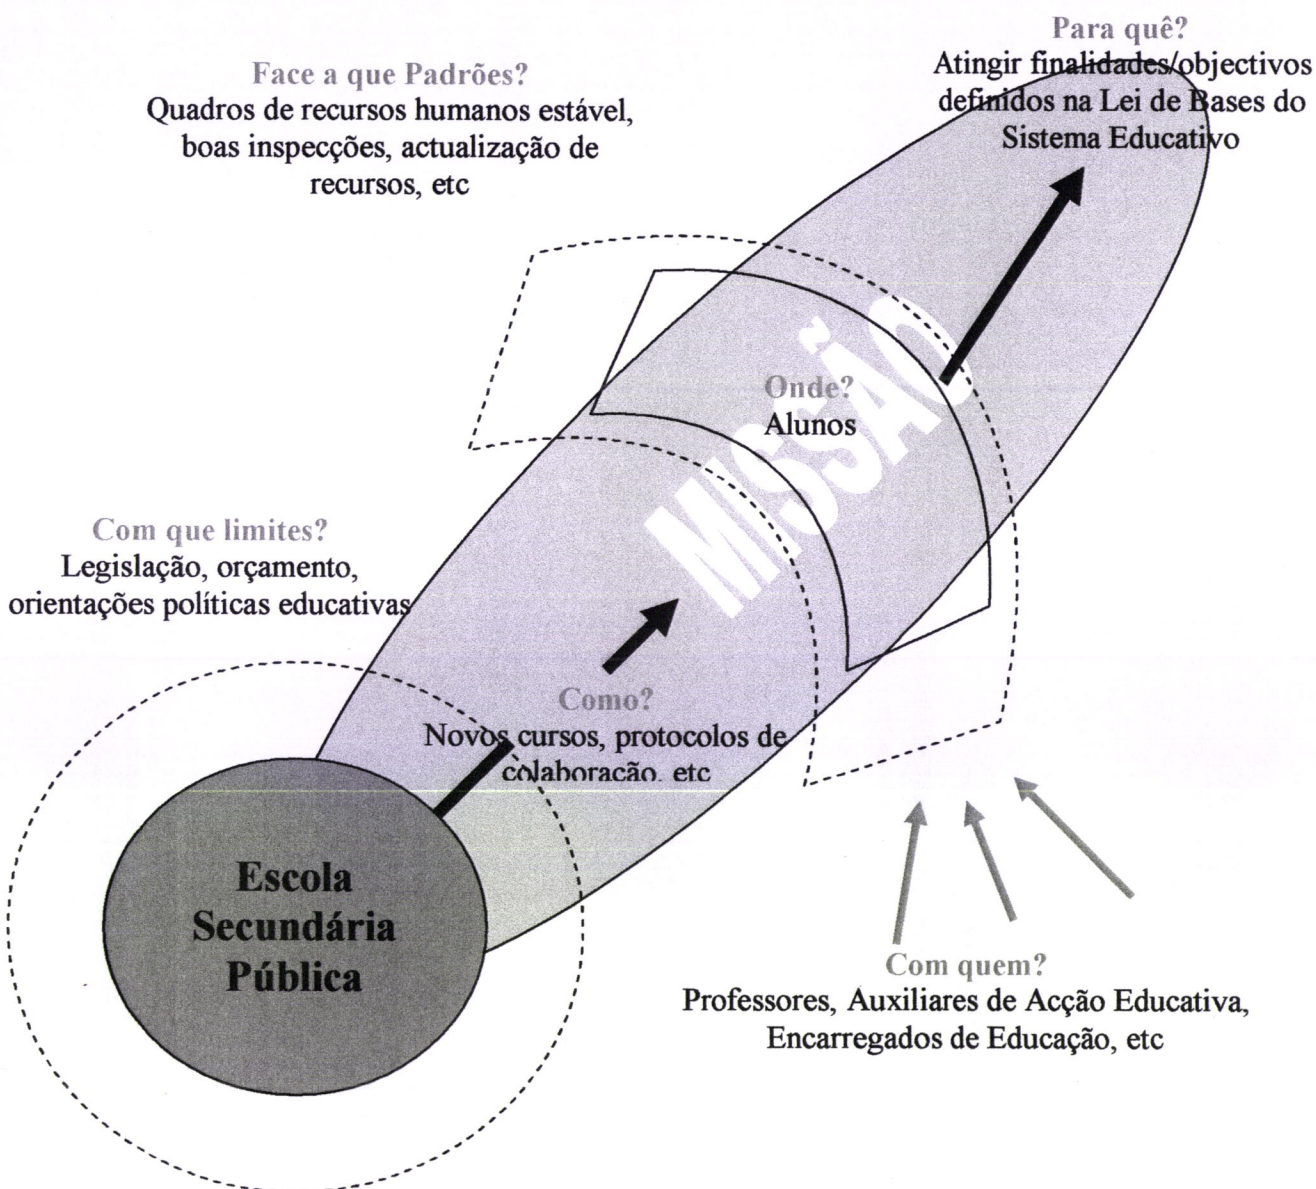 Para quê?
Atingir finalidades/objectivos
definidos na Lei de Bases do
Sistema Educativo
Face a que Padrões?
Quadros de recursos humanos estável,
boas inspecções, actualização de
recursos, etc
MISSÃO
Onde?
Alunos
Com que limites?
Legislação, orçamento,
orientações políticas educativas
Como?
Novos cursos, protocolos de
colaboração, etc
Escola
Secundária
Pública
Com quem?
Professores, Auxiliares de Acção Educativa,
Encarregados de Educação, etc